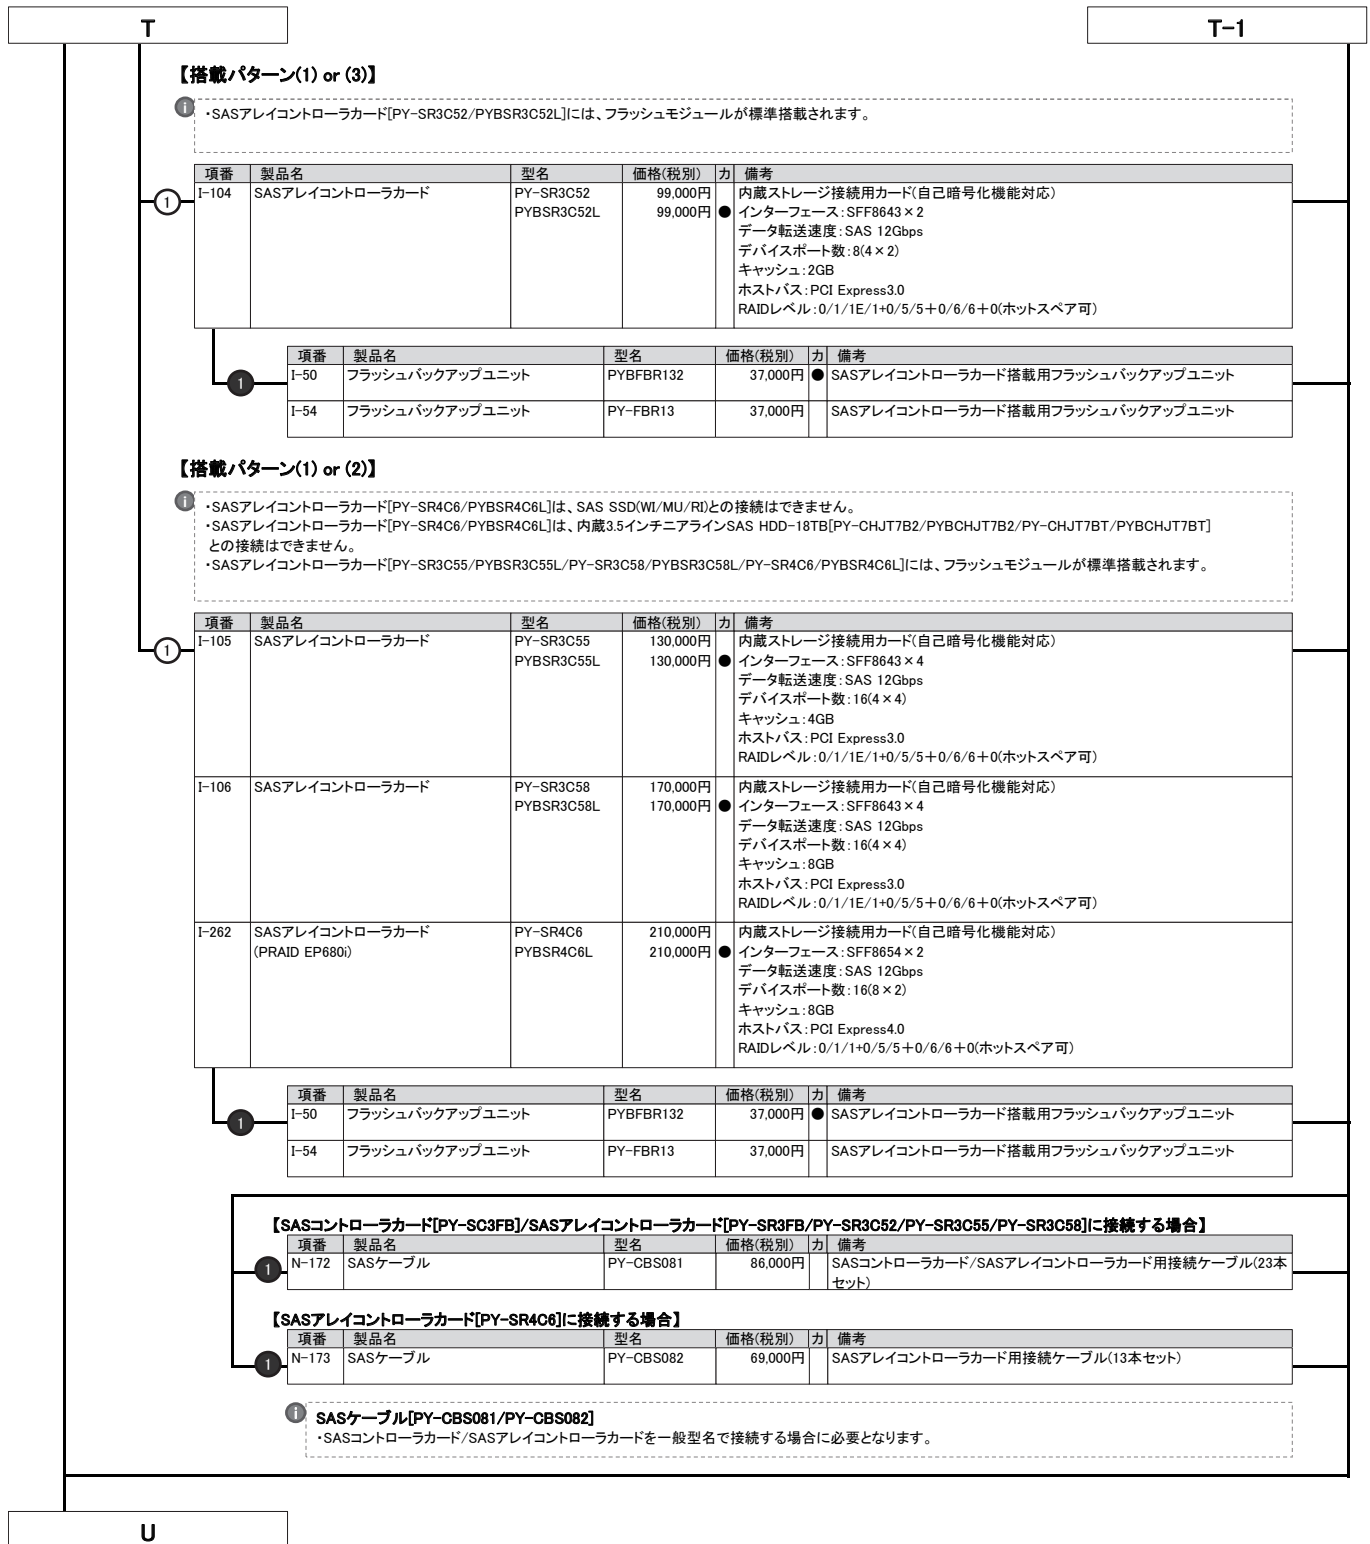 T
T-1
【搭載パターン(1) or (3)】
i
・SASアレイコントローラカード[PY-SR3C52/PYBSR3C52L]には、フラッシュモジュールが標準搭載されます。
項番 製品名 型名 価格(税別) カ 備考
1
I-104 SASアレイコントローラカード PY-SR3C52 99,000円 内蔵ストレージ接続用カード(自己暗号化機能対応)
PYBSR3C52L 99,000円 ● インターフェース:SFF8643×2
データ転送速度:SAS 12Gbps
デバイスポート数:8(4×2)
キャッシュ:2GB
ホストバス:PCI Express3.0
RAIDレベル:0/1/1E/1+0/5/5+0/6/6+0(ホットスペア可)
項番 製品名 型名 価格(税別) カ 備考
1
I-50 フラッシュバックアップユニット PYBFBR132 37,000円 ● SASアレイコントローラカード搭載用フラッシュバックアップユニット
I-54 フラッシュバックアップユニット PY-FBR13 37,000円 SASアレイコントローラカード搭載用フラッシュバックアップユニット
【搭載パターン(1) or (2)】
i
・SASアレイコントローラカード[PY-SR4C6/PYBSR4C6L]は、SAS SSD(WI/MU/RI)との接続はできません。
・SASアレイコントローラカード[PY-SR4C6/PYBSR4C6L]は、内蔵3.5インチニアラインSAS HDD-18TB[PY-CHJT7B2/PYBCHJT7B2/PY-CHJT7BT/PYBCHJT7BT]
との接続はできません。
・SASアレイコントローラカード[PY-SR3C55/PYBSR3C55L/PY-SR3C58/PYBSR3C58L/PY-SR4C6/PYBSR4C6L]には、フラッシュモジュールが標準搭載されます。
項番 製品名 型名 価格(税別) カ 備考
1
I-105 SASアレイコントローラカード PY-SR3C55 130,000円 内蔵ストレージ接続用カード(自己暗号化機能対応)
PYBSR3C55L 130,000円 ● インターフェース:SFF8643×4
データ転送速度:SAS 12Gbps
デバイスポート数:16(4×4)
キャッシュ:4GB
ホストバス:PCI Express3.0
RAIDレベル:0/1/1E/1+0/5/5+0/6/6+0(ホットスペア可)
I-106 SASアレイコントローラカード PY-SR3C58 170,000円 内蔵ストレージ接続用カード(自己暗号化機能対応)
PYBSR3C58L 170,000円 ● インターフェース:SFF8643×4
データ転送速度:SAS 12Gbps
デバイスポート数:16(4×4)
キャッシュ:8GB
ホストバス:PCI Express3.0
RAIDレベル:0/1/1E/1+0/5/5+0/6/6+0(ホットスペア可)
I-262 SASアレイコントローラカード PY-SR4C6 210,000円 内蔵ストレージ接続用カード(自己暗号化機能対応)
(PRAID EP680i) PYBSR4C6L 210,000円 ● インターフェース:SFF8654×2
データ転送速度:SAS 12Gbps
デバイスポート数:16(8×2)
キャッシュ:8GB
ホストバス:PCI Express4.0
RAIDレベル:0/1/1+0/5/5+0/6/6+0(ホットスペア可)
項番 製品名 型名 価格(税別) カ 備考
1
I-50 フラッシュバックアップユニット PYBFBR132 37,000円 ● SASアレイコントローラカード搭載用フラッシュバックアップユニット
I-54 フラッシュバックアップユニット PY-FBR13 37,000円 SASアレイコントローラカード搭載用フラッシュバックアップユニット
【SASコントローラカード[PY-SC3FB]/SASアレイコントローラカード[PY-SR3FB/PY-SR3C52/PY-SR3C55/PY-SR3C58]に接続する場合】
項番 製品名 型名 価格(税別) カ 備考
1
N-172 SASケーブル PY-CBS081 86,000円 SASコントローラカード/SASアレイコントローラカード用接続ケーブル(23本
セット)
【SASアレイコントローラカード[PY-SR4C6]に接続する場合】
項番 製品名 型名 価格(税別) カ 備考
1
N-173 SASケーブル PY-CBS082 69,000円 SASアレイコントローラカード用接続ケーブル(13本セット)
i
SASケーブル[PY-CBS081/PY-CBS082]
・SASコントローラカード/SASアレイコントローラカードを一般型名で接続する場合に必要となります。
U